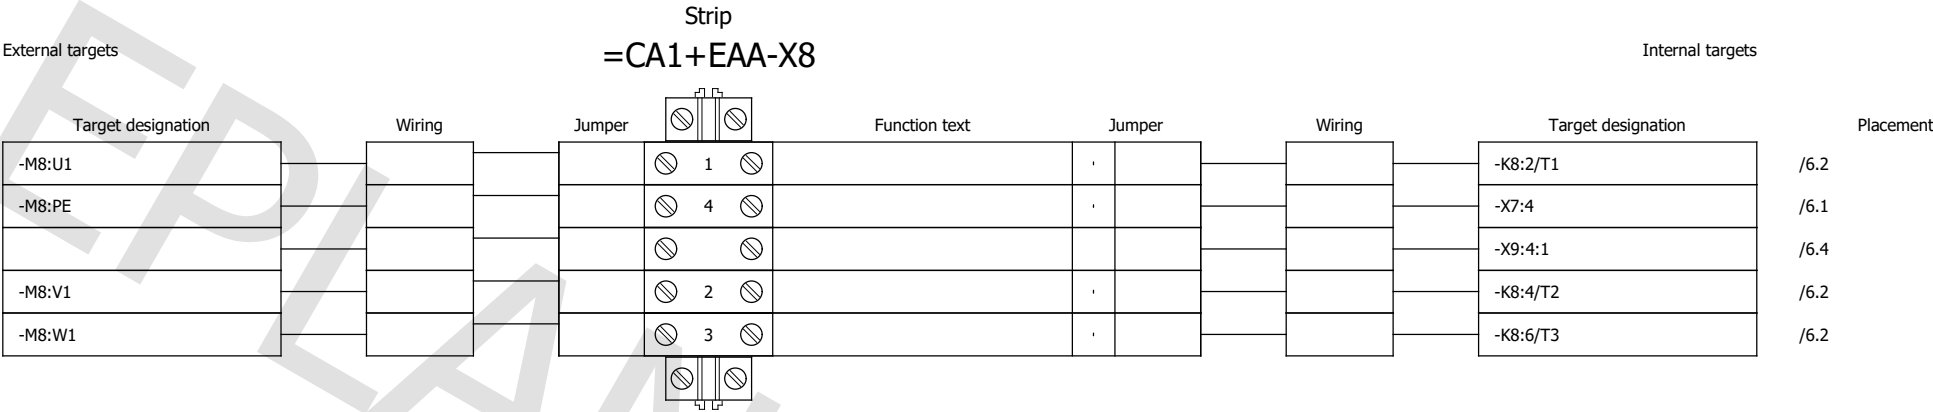 Strip
External targets =CA1+EAA-X8 Internal targets
Target designation Wiring Jumper Function text Jumper Wiring Target designation Placement
-M8:U1 1 -K8:2/T1 /6.2
-M8:PE 4 -X7:4 /6.1
-X9:4:1 /6.4
-M8:V1 2 -K8:4/T2 /6.2
-M8:W1 3 -K8:6/T3 /6.2
EPLAN